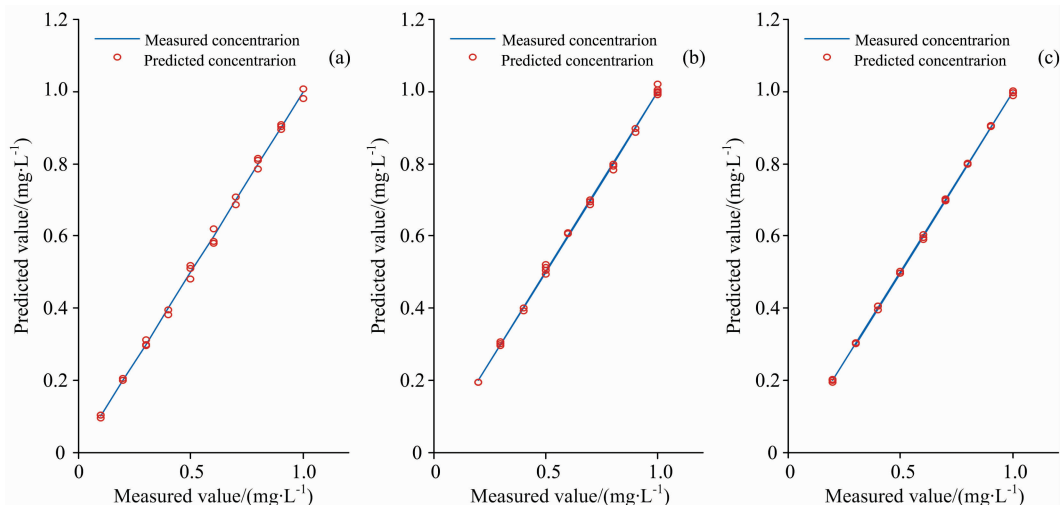 1.2
1.0
0.8
0.6
0.4
0.2
0
0
0.5
1.0
Measured concentrarion
Predicted concentrarion
(a)
Predicted value/(mg·L⁻¹)
Measured value/(mg·L⁻¹)
1.2
1.0
0.8
0.6
0.4
0.2
0
0
0.5
1.0
Measured concentrarion
Predicted concentrarion
(b)
Predicted value/(mg·L⁻¹)
Measured value/(mg·L⁻¹)
1.2
1.0
0.8
0.6
0.4
0.2
0
0
0.5
1.0
Measured concentrarion
Predicted concentrarion
(c)
Predicted value/(mg·L⁻¹)
Measured value/(mg·L⁻¹)